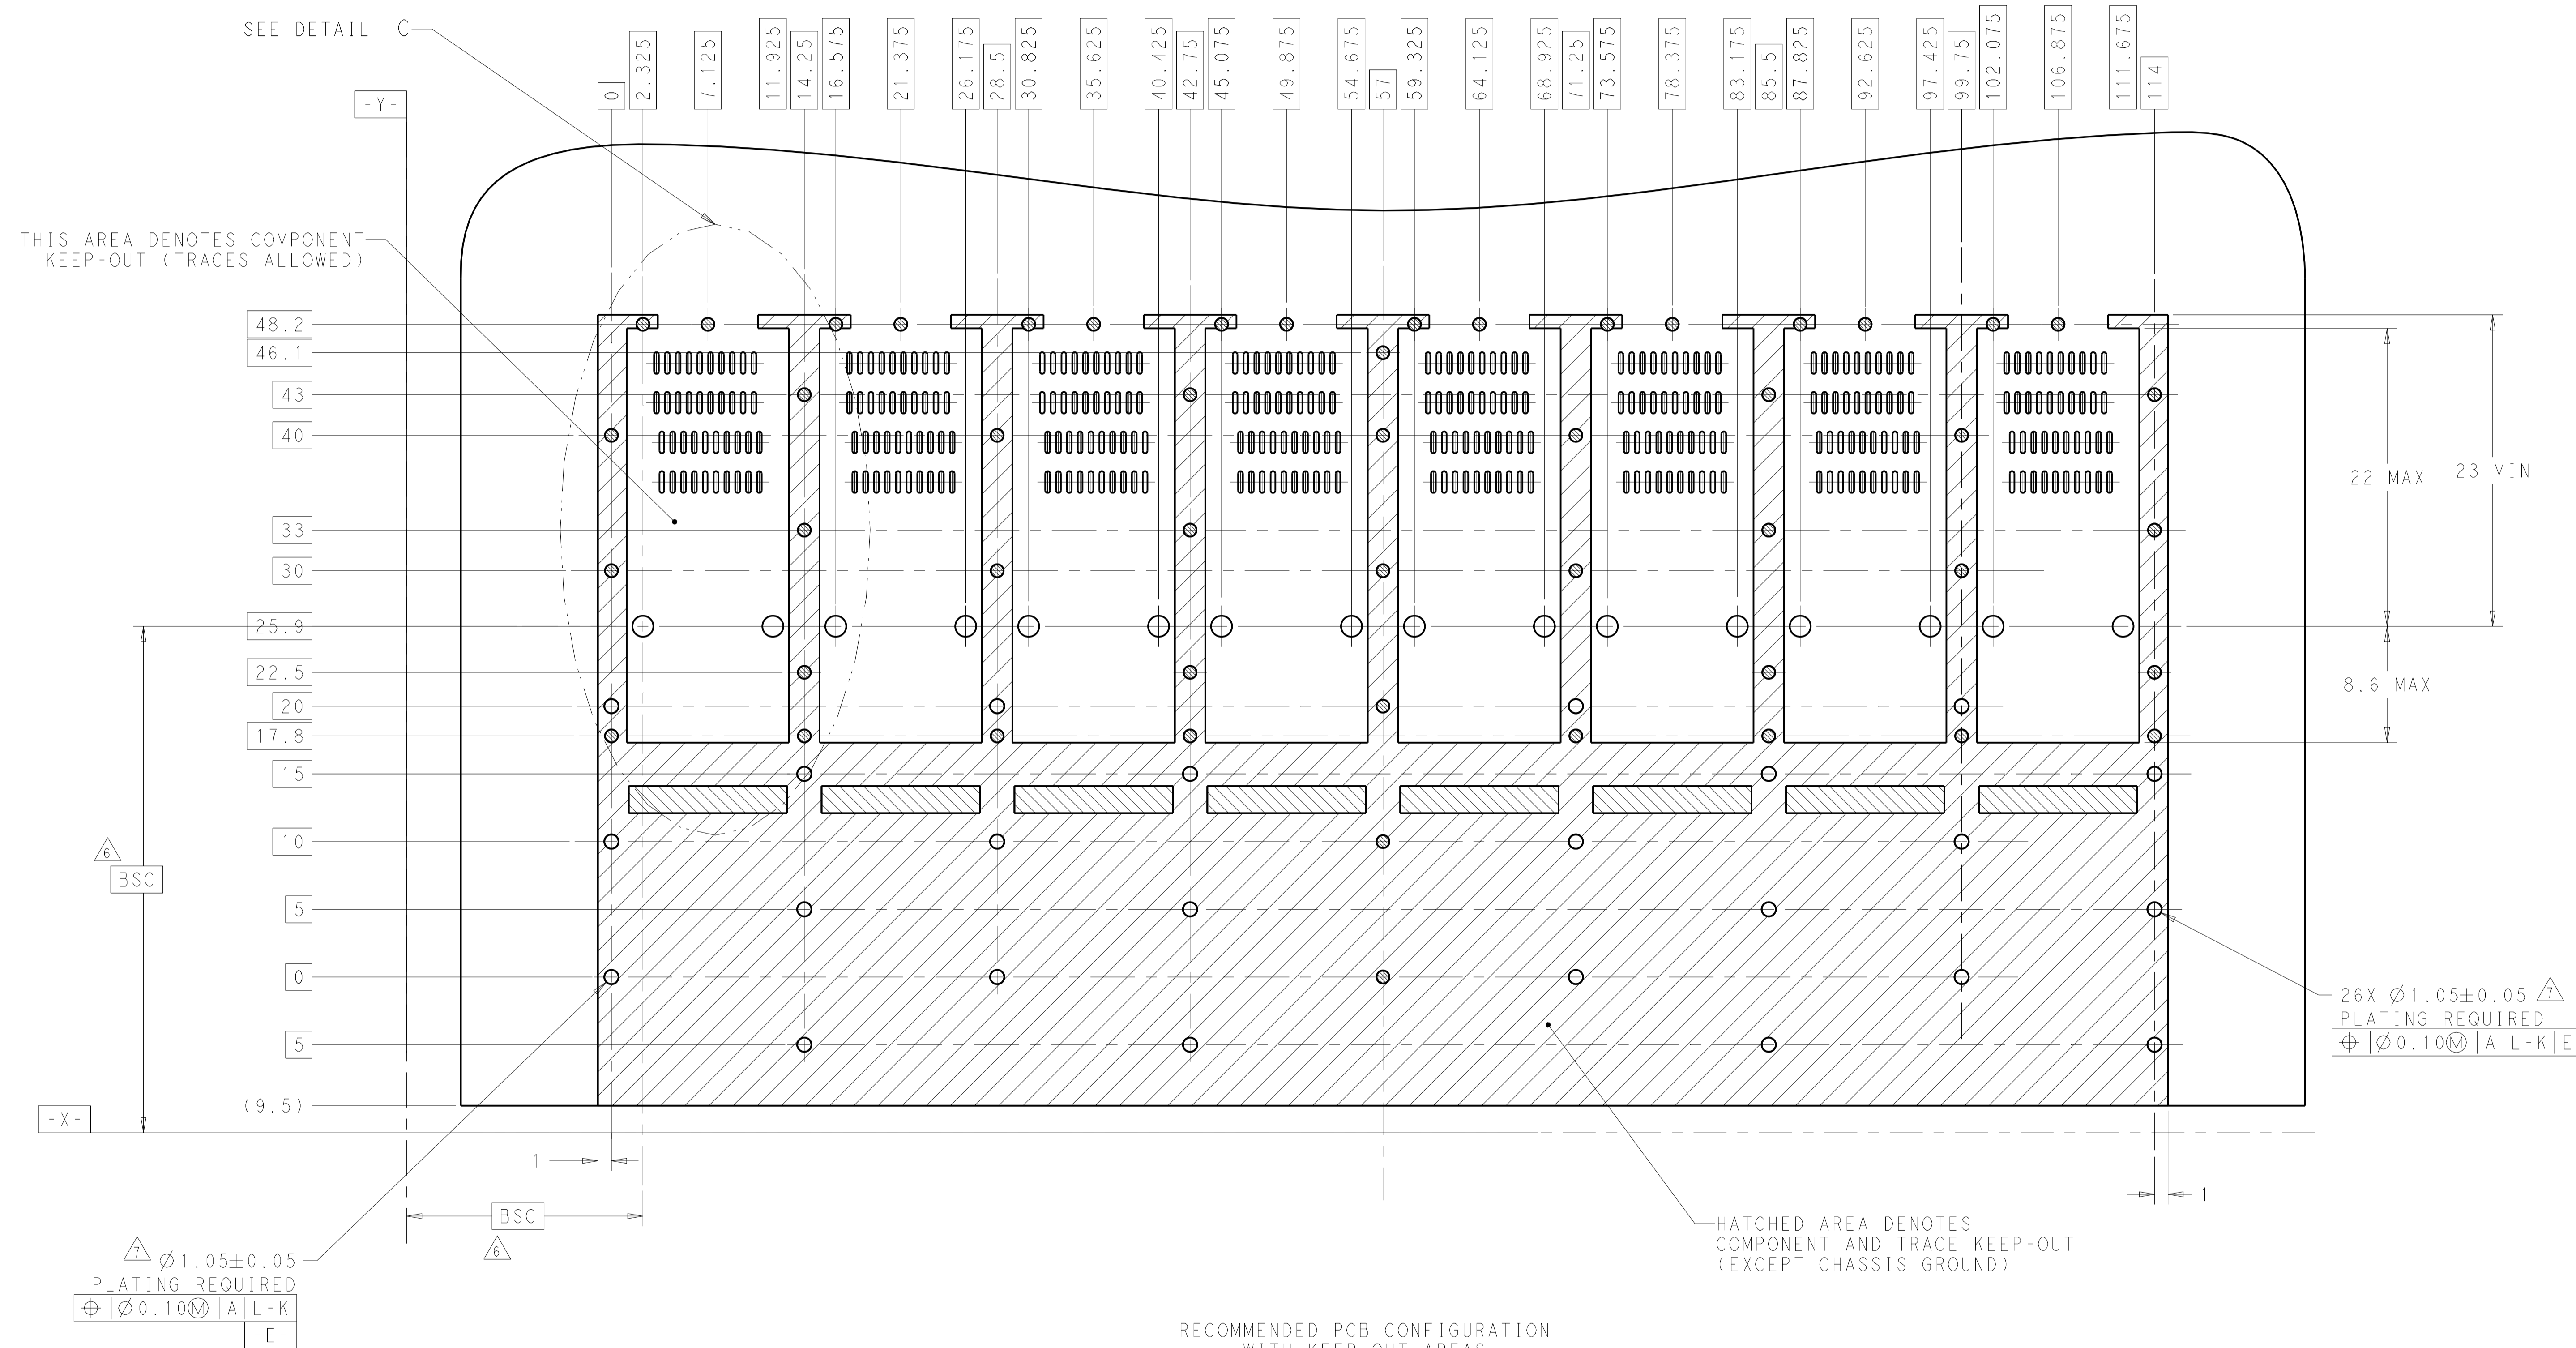 SEE DETAIL C
0
2.325
7.125
11.925
14.25
16.575
21.375
26.175
28.5
30.825
35.625
40.425
42.75
45.075
49.875
54.675
57
59.325
64.125
68.925
71.25
73.575
78.375
83.175
85.5
87.825
92.625
97.425
99.75
102.075
106.875
111.675
114
-Y-
THIS AREA DENOTES COMPONENT
KEEP-OUT (TRACES ALLOWED)
48.2
46.1
43
40
33
30
25.9
22.5
20
17.8
15
10
5
0
5
(9.5)
22 MAX
23 MIN
8.6 MAX
6
BSC
-X-
1
BSC
6
1
26X Ø1.05±0.05 7
PLATING REQUIRED
⌖|Ø0.10Ⓜ|A|L-K|E
7 Ø1.05±0.05
PLATING REQUIRED
⌖|Ø0.10Ⓜ|A|L-K
-E-
HATCHED AREA DENOTES
COMPONENT AND TRACE KEEP-OUT
(EXCEPT CHASSIS GROUND)
RECOMMENDED PCB CONFIGURATION
WITH KEEP-OUT AREAS